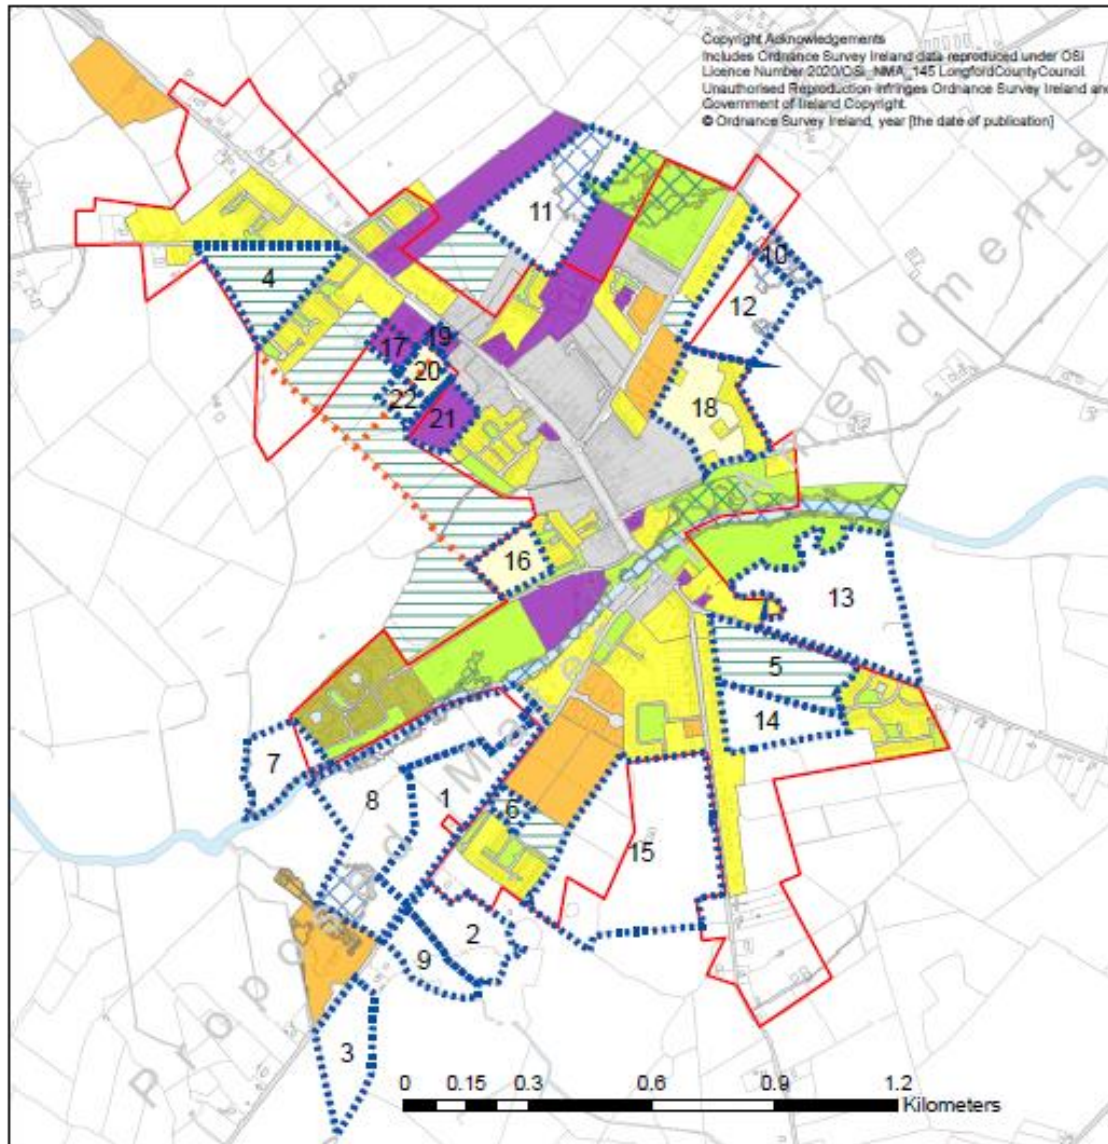 Copyright Acknowledgements
Includes Ordnance Survey Ireland data reproduced under OSi
Licence Number 2020/OSi_NMA_145 LongfordCountyCouncil.
Unauthorised Reproduction infringes Ordnance Survey Ireland and
Government of Ireland Copyright.
© Ordnance Survey Ireland, year [the date of publication]
11
10
4
12
19
17
20
22
18
21
16
13
5
14
7
8
1
6
15
2
9
3
0 0.15 0.3 0.6 0.9 1.2
Kilometers